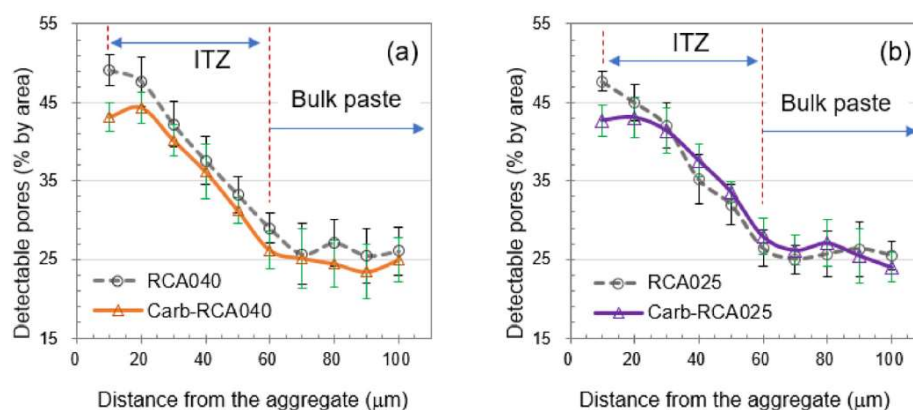 55
45
35
25
15
Detectable pores (% by area)
(a)
ITZ
Bulk paste
RCA040
Carb-RCA040
0 20 40 60 80 100
Distance from the aggregate (μm)
55
45
35
25
15
Detectable pores (% by area)
(b)
ITZ
Bulk paste
RCA025
Carb-RCA025
0 20 40 60 80 100
Distance from the aggregate (μm)